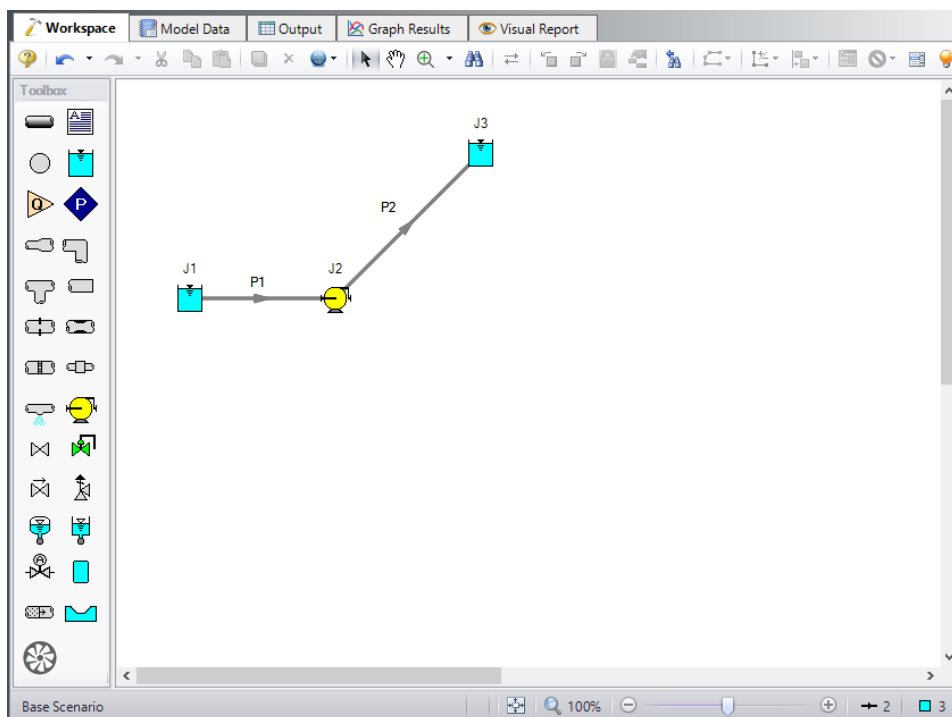 Workspace Model Data Output Graph Results Visual Report
Toolbox
A
Q P
J3
P2
J1 P1 J2
A
Base Scenario 100% 2 3